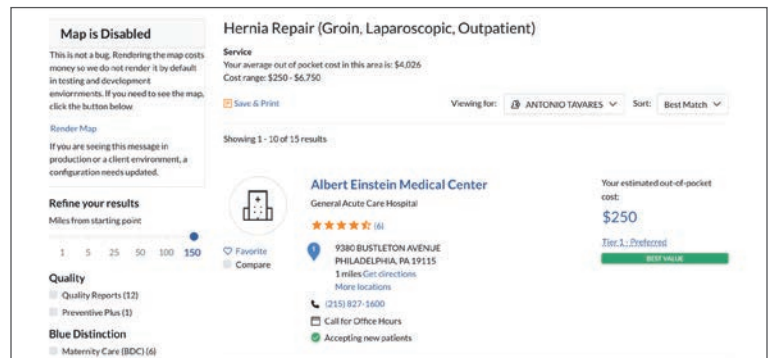 Map is Disabled
This is not a bug. Rendering the map costs
money so we do not render it by default
in testing and development
enviorrments. If you need to see the map,
click the button below
Render Map
If you are seeing this message in
production or a client environment, a
configuration needs updated.
Refine your results
Miles from starting point
1 5 25 50 100 150
Quality
Quality Reports (12)
Preventive Plus (1)
Blue Distinction
Maternity Care (BDC) (6)
Hernia Repair (Groin, Laparoscopic, Outpatient)
Service
Your average out of pocket cost in this area is: $4,026
Cost range: $250 - $6,750
Save & Print
Viewing for: ANTONIO TAVARES Sort: Best Match
Showing 1 - 10 of 15 results
Favorite
Compare
Albert Einstein Medical Center
General Acute Care Hospital
(6)
1 9380 BUSTLETON AVENUE
PHILADELPHIA, PA 19115
1 miles Get directions
More locations
(215) 827-1600
Call for Office Hours
Accepting new patients
Your estimated out-of-pocket
cost:
$250
Tier 1 - Preferred
BEST VALUE